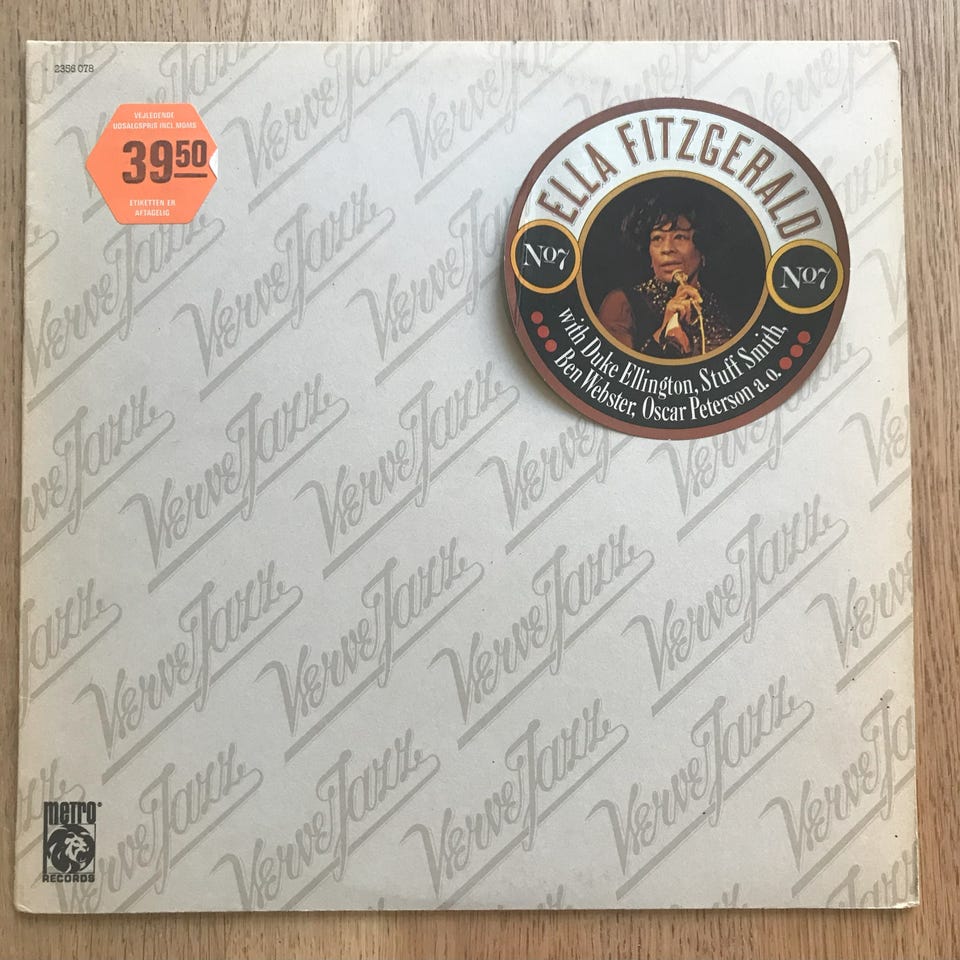 2356 078
VEJLEDENDE
UDSALGSPRIS INCL. MOMS
39 50
ETIKETTEN ER
AFTAGELIG
ELLA FITZGERALD
No7
No7
with Duke Ellington, Stuff Smith,
Ben Webster, Oscar Peterson a. o.
Verve Jazz
metro
RECORDS